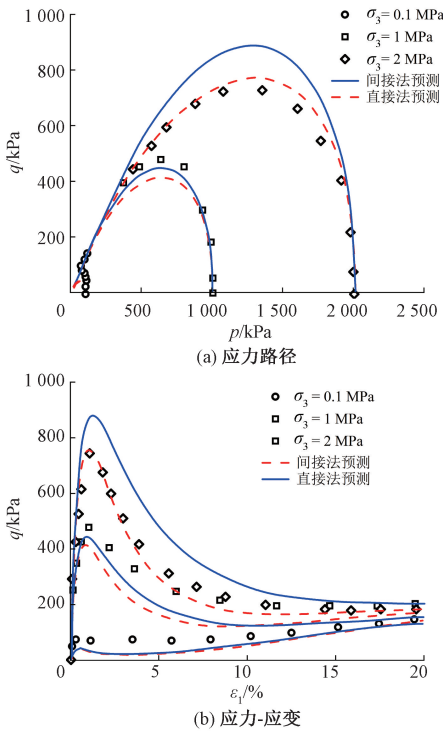 1 000
800
600
400
200
0
q/kPa
500
1 000
1 500
2 000
2 500
p/kPa
σ3 = 0.1 MPa
σ3 = 1 MPa
σ3 = 2 MPa
间接法预测
直接法预测
(a) 应力路径
1 000
800
600
400
200
0
q/kPa
5
10
15
20
ε1/%
σ3 = 0.1 MPa
σ3 = 1 MPa
σ3 = 2 MPa
间接法预测
直接法预测
(b) 应力-应变